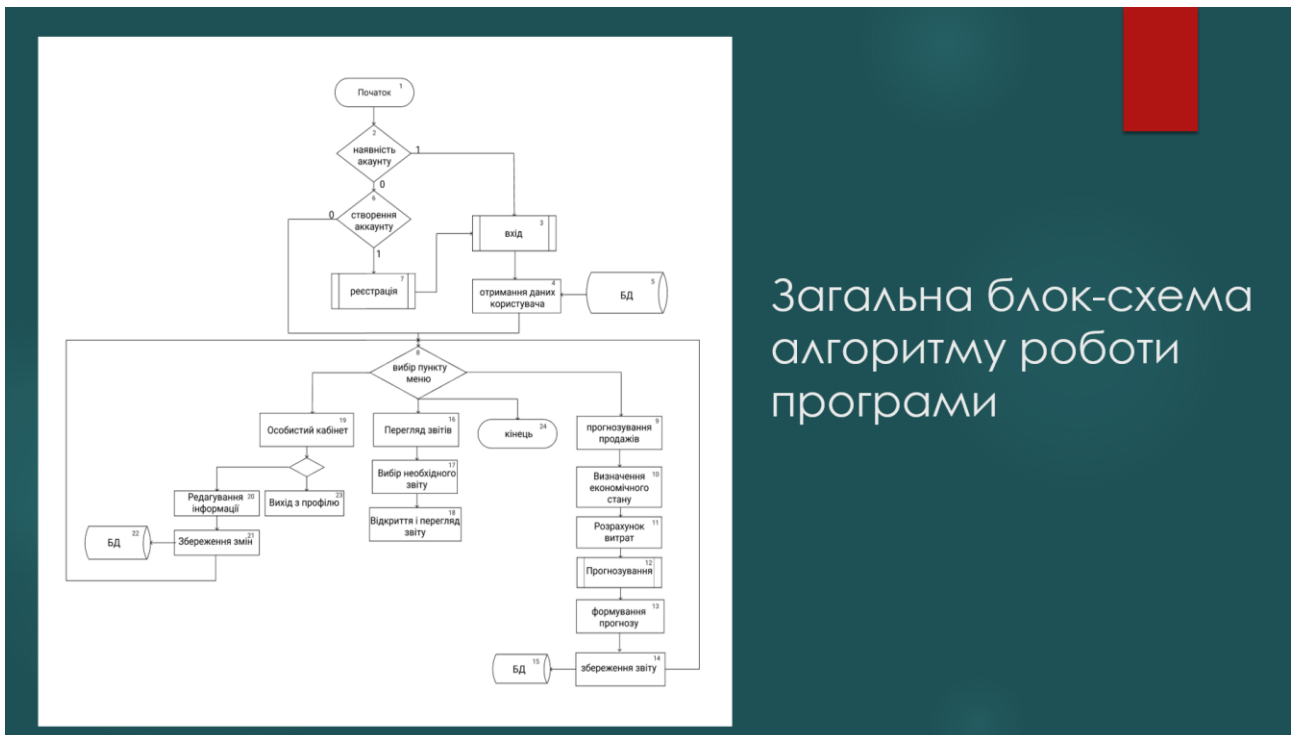 Початок 1
2
наявність
акаунту
1
0
6
створення
аккаунту
0
1
3
вхід
7
реєстрація
4
отримання даних
користувача
5
БД
8
вибір пункту
меню
19
Особистий кабінет
16
Перегляд звітів
24
кінець
9
прогнозування
продажів
17
Вибір необхідного
звіту
10
Визначення
економічного
стану
Редагування 20
інформації
23
Вихід з профілю
18
Відкриття і перегляд
звіту
11
Розрахунок
витрат
22
БД
21
Збереження змін
12
Прогнозування
13
формування
прогнозу
15
БД
14
збереження звіту
Загальна блок-схема
алгоритму роботи
програми